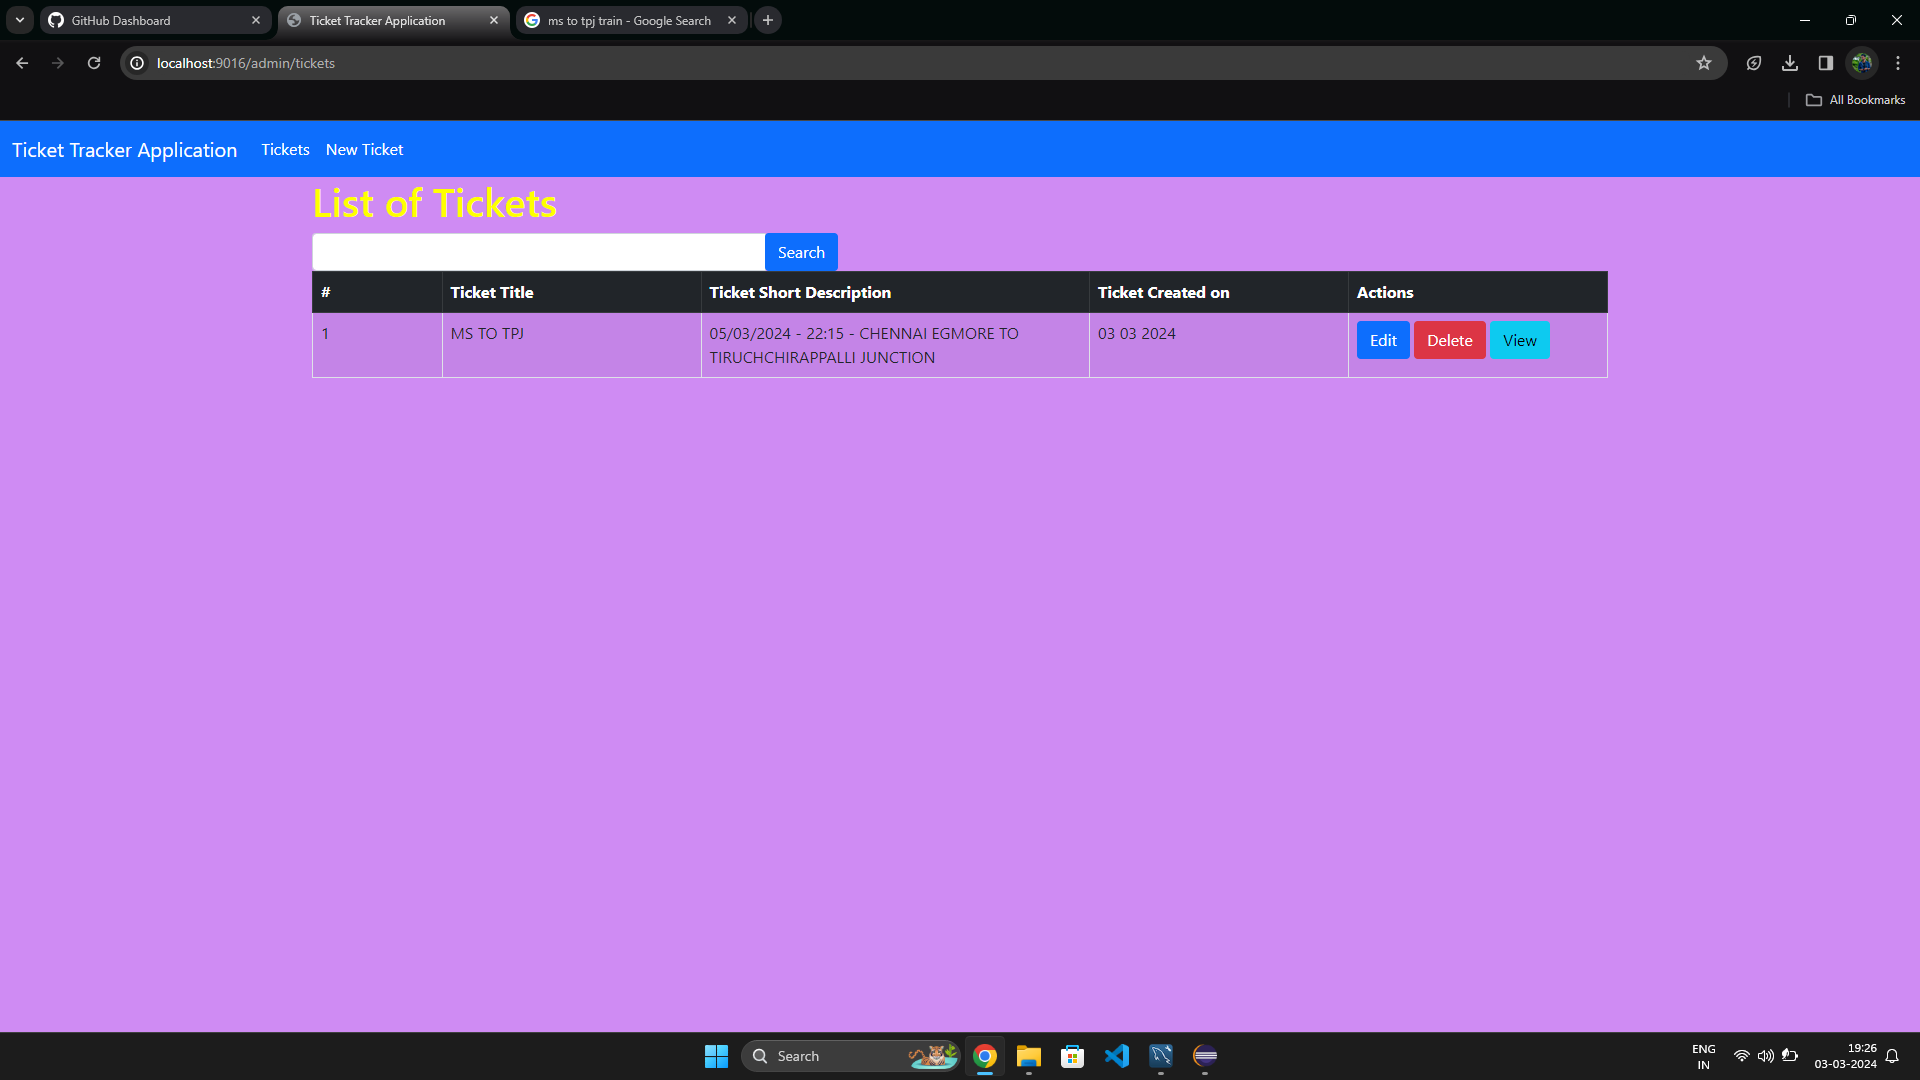 GitHub Dashboard
Ticket Tracker Application
ms to tpj train - Google Search
localhost:9016/admin/tickets
All Bookmarks
Ticket Tracker Application Tickets New Ticket
List of Tickets
Search
# Ticket Title Ticket Short Description Ticket Created on Actions
1 MS TO TPJ 05/03/2024 - 22:15 - CHENNAI EGMORE TO 03 03 2024 Edit Delete View
TIRUCHCHIRAPPALLI JUNCTION
Search
ENG
IN
19:26
03-03-2024